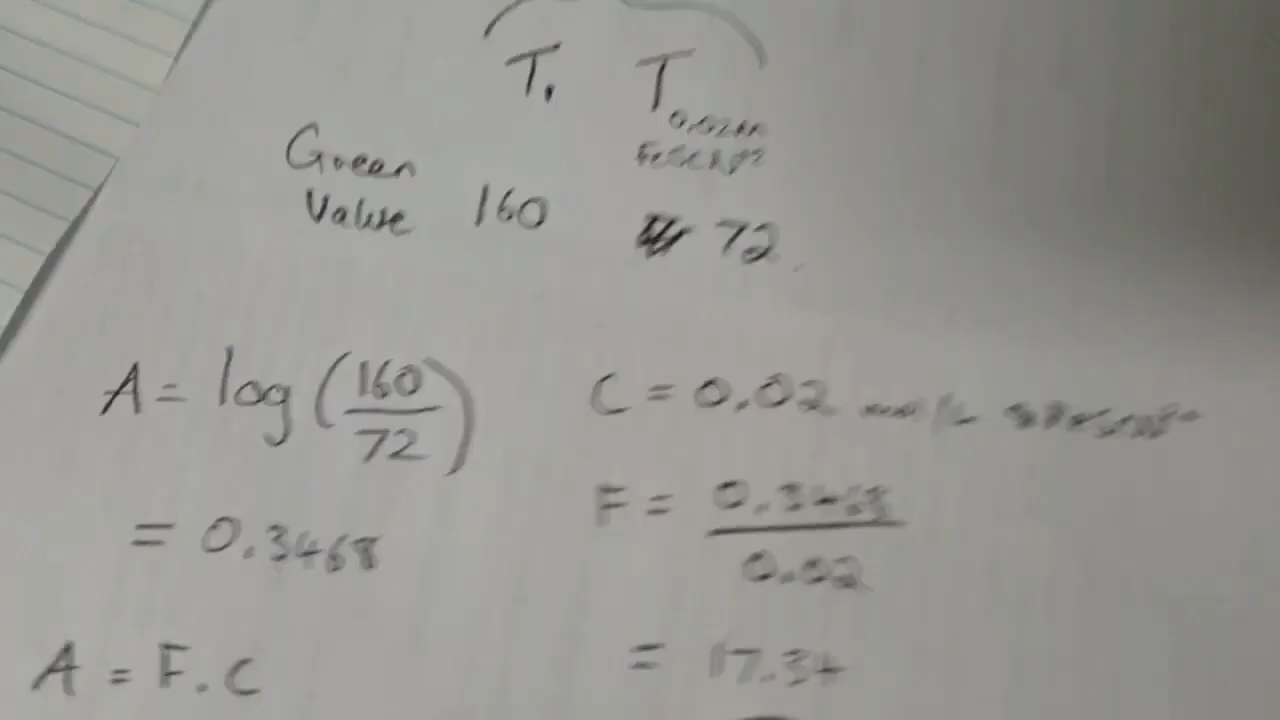 T₁ T
Green
Value 160 72
A = log (160/72) C = 0.02
= 0.3468 F = 0.3468/0.02
A = F.C = 17.34